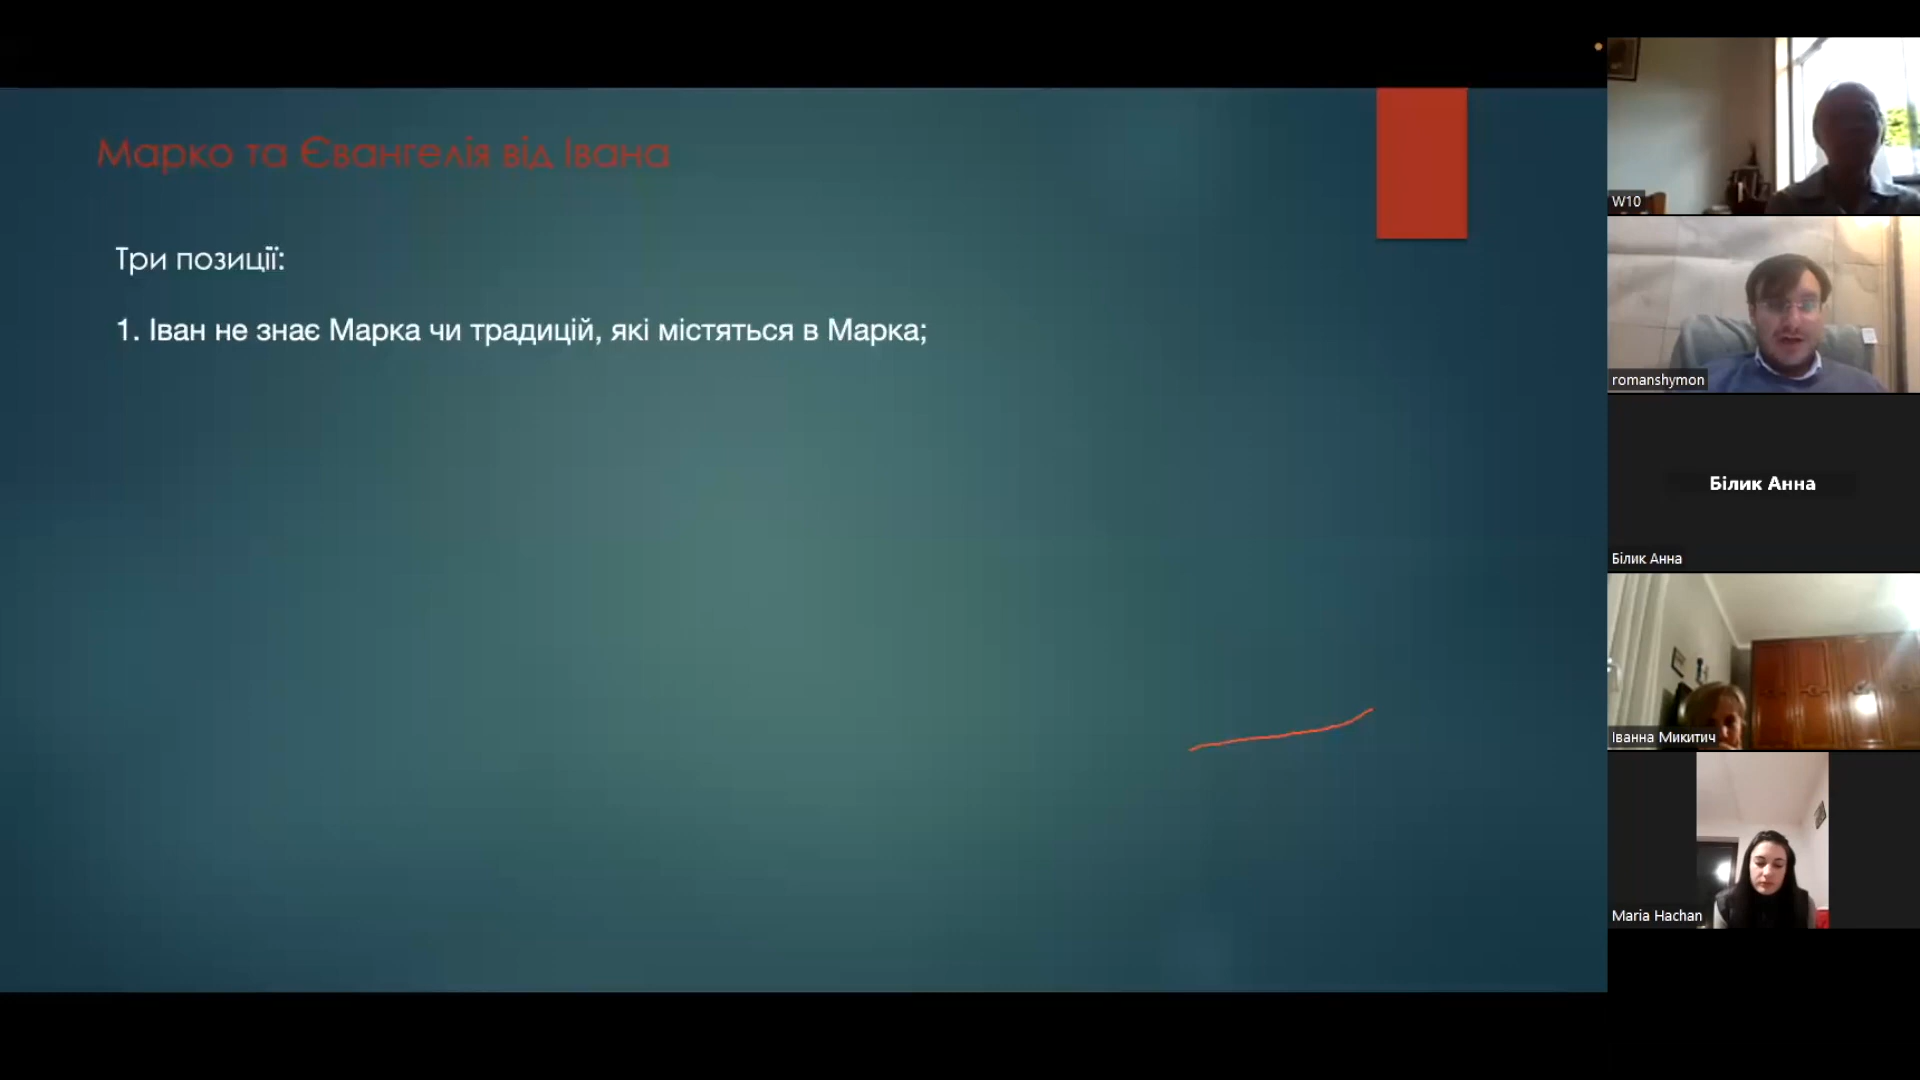 Марко та Євангелія від Івана
Три позиції:
1. Іван не знає Марка чи традицій, які містяться в Марка;
W10
romanshymon
Білик Анна
Білик Анна
Іванна Микитич
Maria Hachan